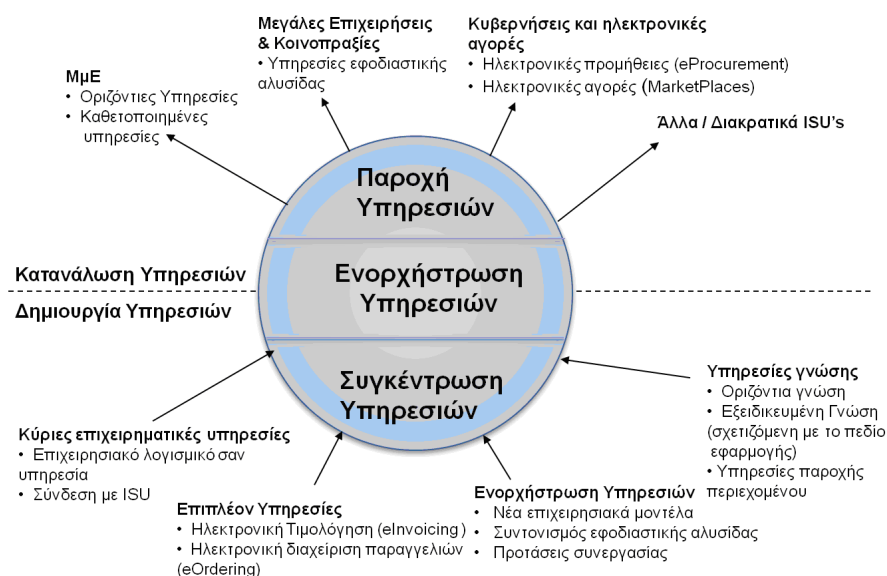 Μεγάλες Επιχειρήσεις
& Κοινοπραξίες
• Υπηρεσίες εφοδιαστικής
αλυσίδας
Κυβερνήσεις και ηλεκτρονικές
αγορές
• Ηλεκτρονικές προμήθειες (eProcurement)
• Ηλεκτρονικές αγορές (MarketPlaces)
ΜμΕ
• Οριζόντιες Υπηρεσίες
• Καθετοποιημένες
υπηρεσίες
Άλλα / Διακρατικά ISU's
Παροχή
Υπηρεσιών
Κατανάλωση Υπηρεσιών
Δημιουργία Υπηρεσιών
Ενορχήστρωση
Υπηρεσιών
Συγκέντρωση
Υπηρεσιών
Κύριες επιχειρηματικές υπηρεσίες
• Επιχειρησιακό λογισμικό σαν
υπηρεσία
• Σύνδεση με ISU
Επιπλέον Υπηρεσίες
• Ηλεκτρονική Τιμολόγηση (eInvoicing )
• Ηλεκτρονική διαχείριση παραγγελιών
(eOrdering)
Ενορχήστρωση Υπηρεσιών
• Νέα επιχειρησιακά μοντέλα
• Συντονισμός εφοδιαστικής αλυσίδας
• Προτάσεις συνεργασίας
Υπηρεσίες γνώσης
• Οριζόντια γνώση
• Εξειδικευμένη Γνώση
(σχετιζόμενη με το πεδίο
εφαρμογής)
• Υπηρεσίες παροχής
περιεχομένου